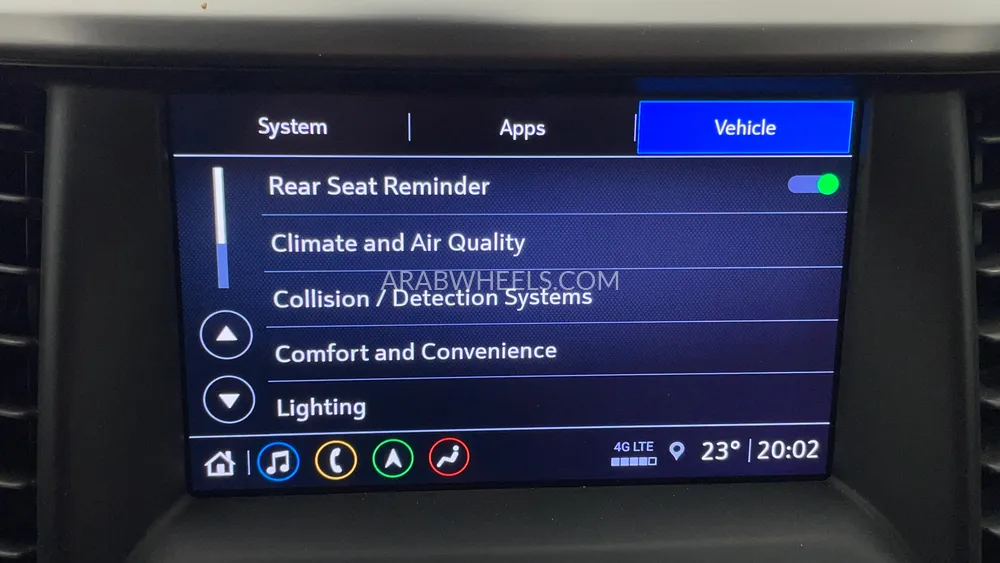 System
Apps
Vehicle
Rear Seat Reminder
Climate and Air Quality
ARABWHEELS.COM
Collision / Detection Systems
Comfort and Convenience
Lighting
4G LTE
23° 20:02